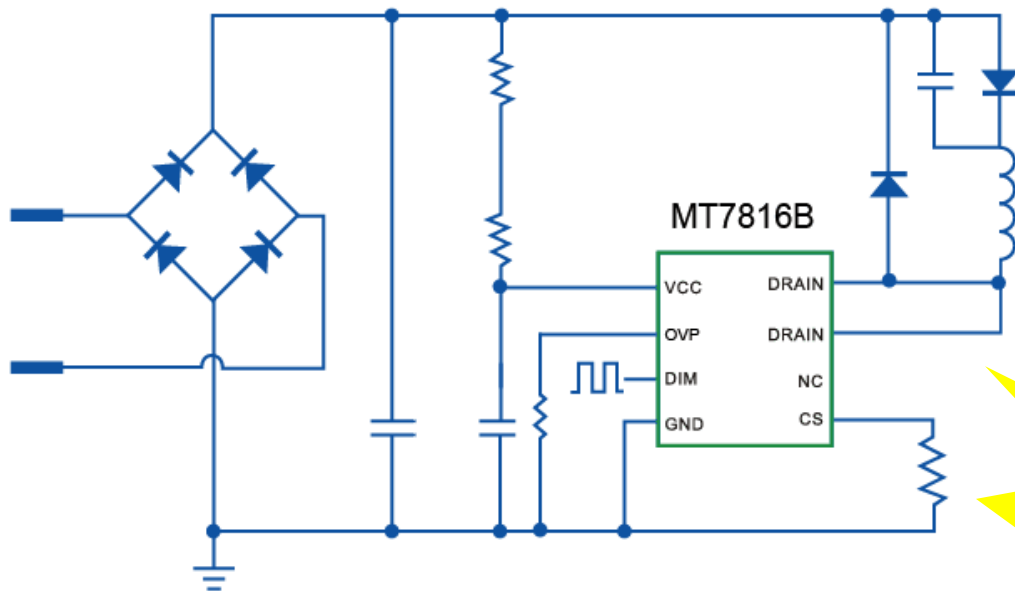 MT7816B
VCC
DRAIN
OVP
DRAIN
DIM
NC
GND
CS